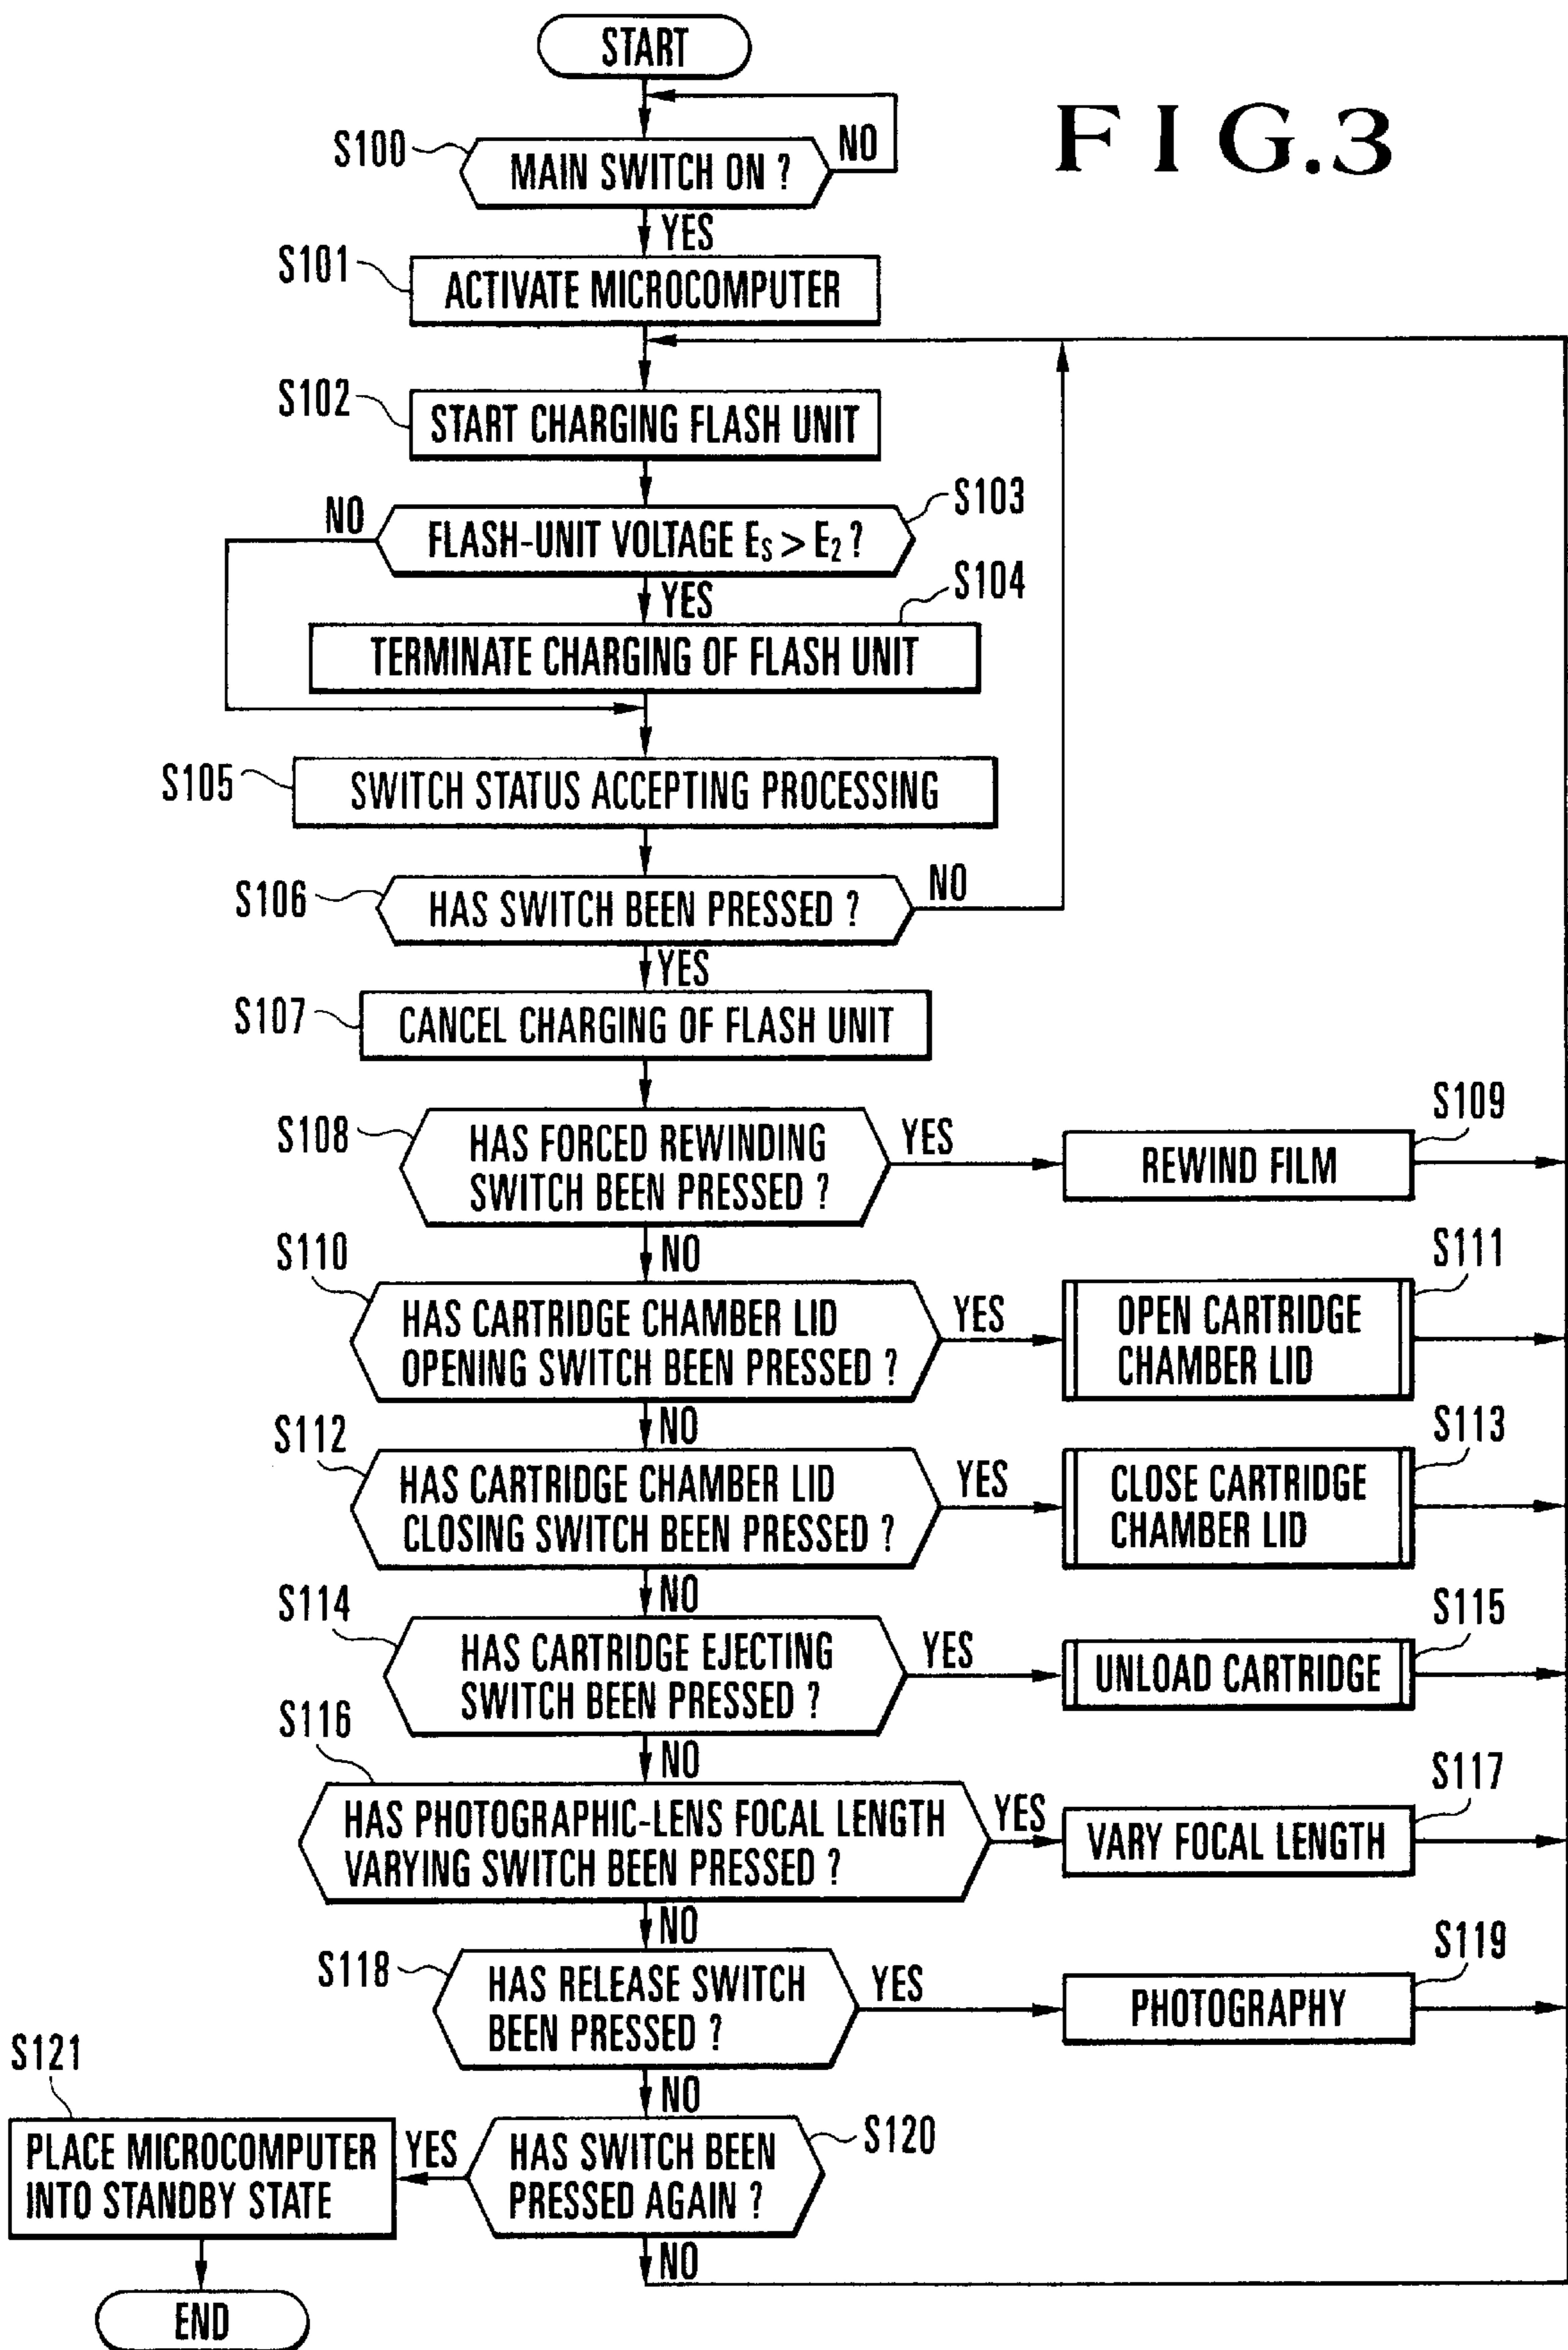 START
FIG.3
S100
MAIN SWITCH ON ?
NO
YES
S101
ACTIVATE MICROCOMPUTER
S102
START CHARGING FLASH UNIT
NO
FLASH-UNIT VOLTAGE ES > E2 ?
S103
YES
S104
TERMINATE CHARGING OF FLASH UNIT
S105
SWITCH STATUS ACCEPTING PROCESSING
S106
HAS SWITCH BEEN PRESSED ?
NO
YES
S107
CANCEL CHARGING OF FLASH UNIT
S108
HAS FORCED REWINDING
SWITCH BEEN PRESSED ?
YES
S109
REWIND FILM
NO
S110
HAS CARTRIDGE CHAMBER LID
OPENING SWITCH BEEN PRESSED ?
YES
S111
OPEN CARTRIDGE
CHAMBER LID
NO
S112
HAS CARTRIDGE CHAMBER LID
CLOSING SWITCH BEEN PRESSED ?
YES
S113
CLOSE CARTRIDGE
CHAMBER LID
NO
S114
HAS CARTRIDGE EJECTING
SWITCH BEEN PRESSED ?
YES
S115
UNLOAD CARTRIDGE
NO
S116
HAS PHOTOGRAPHIC-LENS FOCAL LENGTH
VARYING SWITCH BEEN PRESSED ?
YES
S117
VARY FOCAL LENGTH
NO
S118
HAS RELEASE SWITCH
BEEN PRESSED ?
YES
S119
PHOTOGRAPHY
NO
S120
HAS SWITCH BEEN
PRESSED AGAIN ?
YES
S121
PLACE MICROCOMPUTER
INTO STANDBY STATE
NO
END